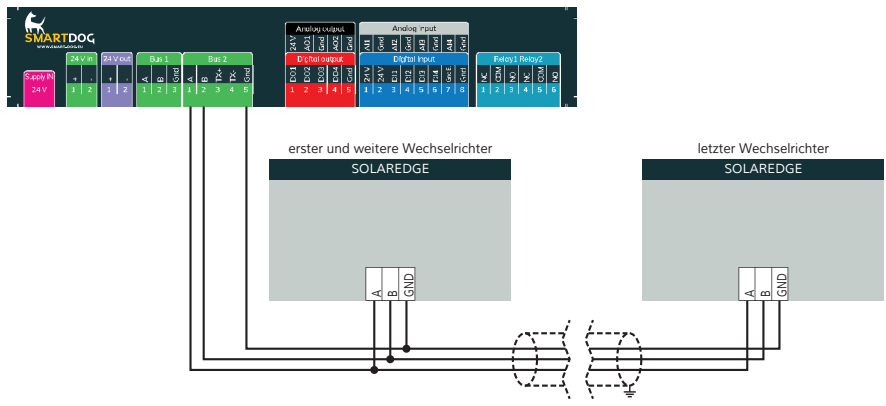 SMARTDOG
WWW.SMART-DOG.EU
Analog output Analog input
24V AO1 Gnd AO2 Gnd AI1 Gnd AI2 Gnd AI3 Gnd AI4 Gnd
24 V in 24 V out Bus 1 Bus 2 Digital output Digital input Relay1 Relay2
Supply IN + - + - A B Gnd A B TX+ TX- Gnd DO1 DO2 DO3 DO4 Gnd 24V 24V DI1 DI2 DI3 DI4 GndE NC COM NO NC COM NO
24 V 1 2 1 2 1 2 3 1 2 3 4 5 1 2 3 4 5 1 2 3 4 5 6 7 8 1 2 3 4 5 6
erster und weitere Wechselrichter letzter Wechselrichter
SOLAREDGE SOLAREDGE
A B GND A B GND